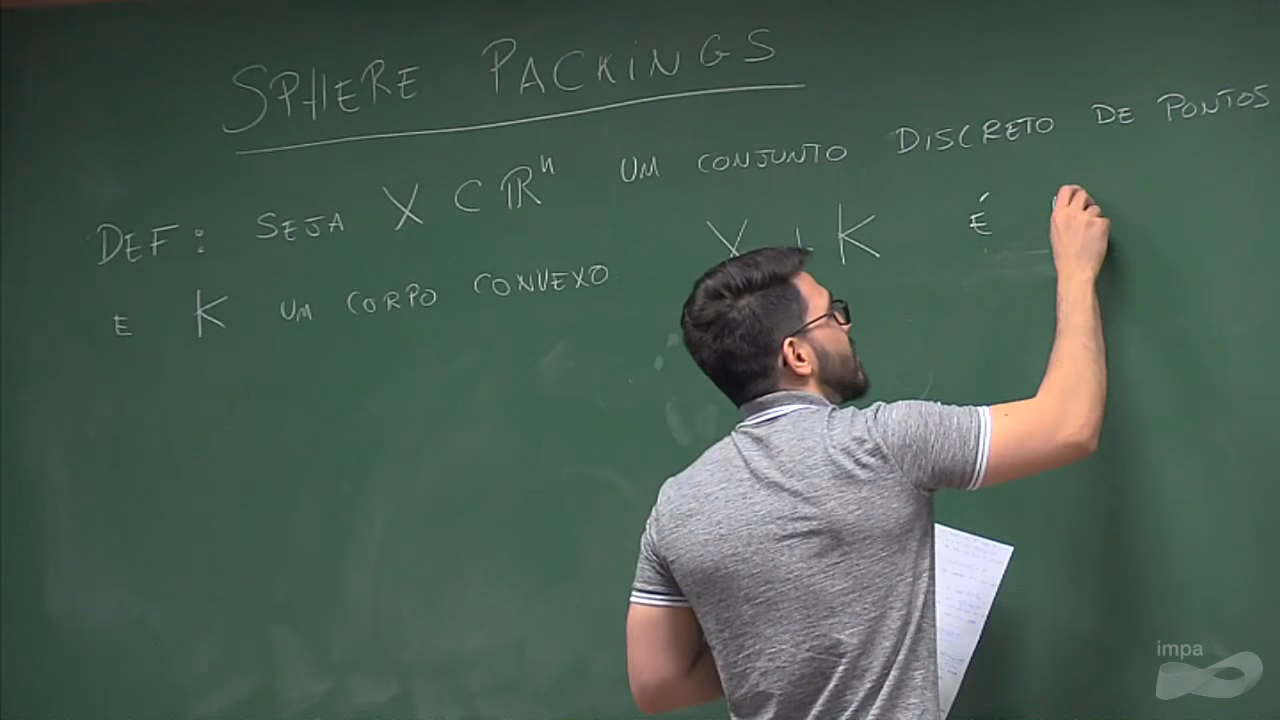 SPHERE PACKINGS
DEF: SEJA X ⊂ ℝⁿ UM CONJUNTO DISCRETO DE PONTOS
E K UM CORPO CONVEXO X + K É
impa